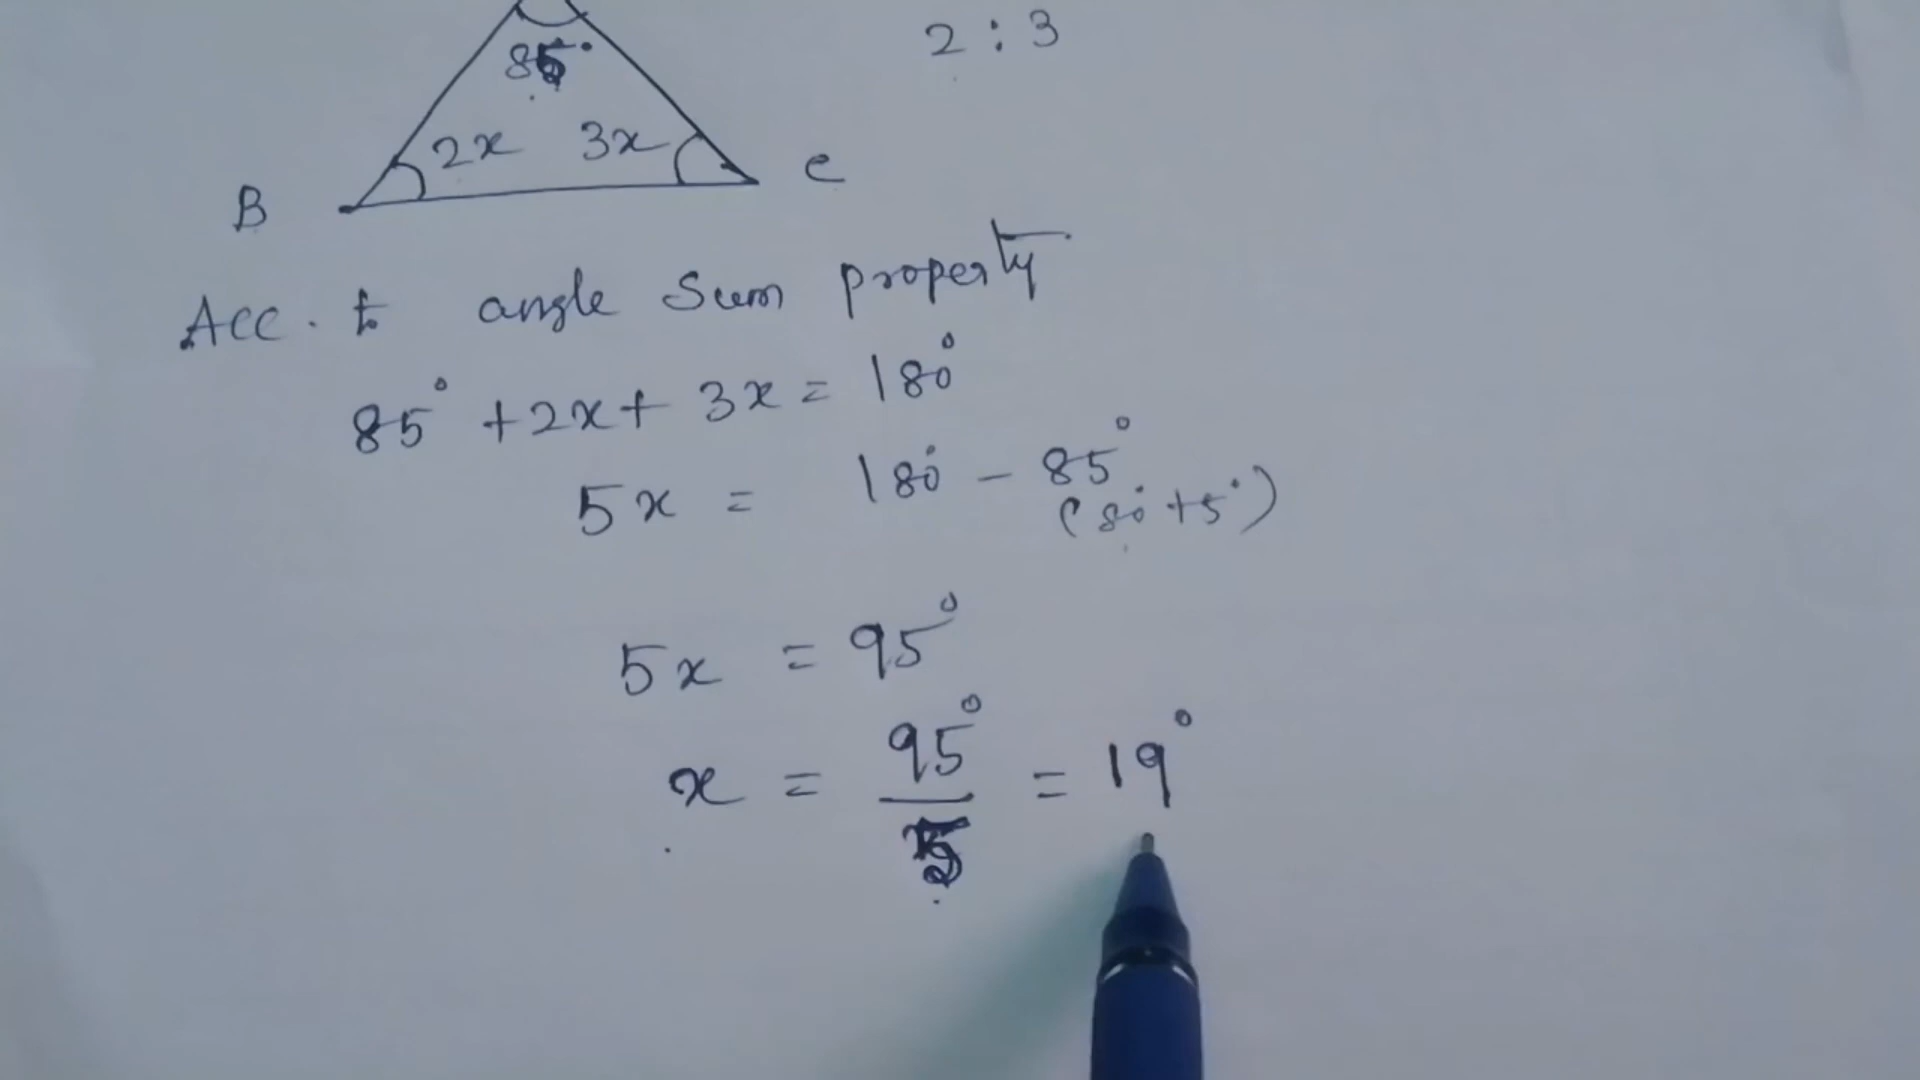 85°
2 : 3
2x 3x
B
C
Acc. to angle Sum property
85° + 2x + 3x = 180°
5x = 180° - 85°
(80° + 5°)
5x = 95°
x = 95°/5 = 19°